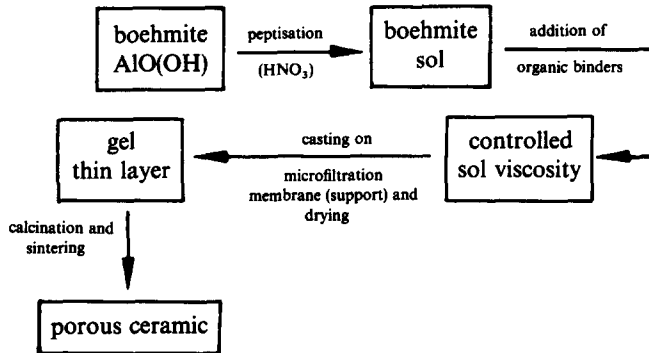 boehmite
AlO(OH)
peptisation
(HNO₃)
boehmite
sol
addition of
organic binders
controlled
sol viscosity
casting on
microfiltration
membrane (support) and
drying
gel
thin layer
calcination and
sintering
porous ceramic